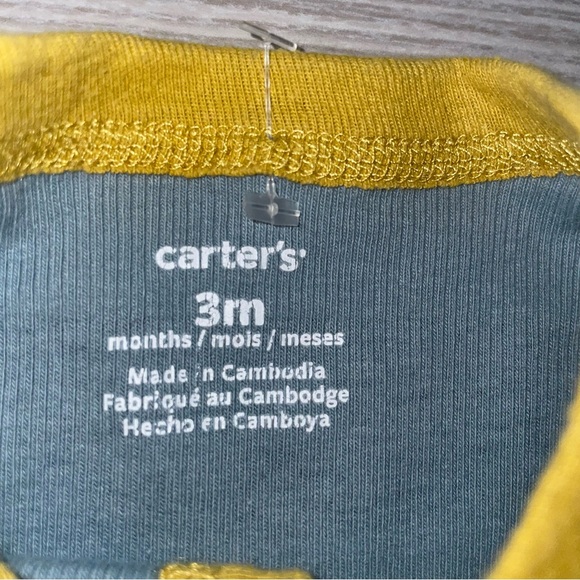 carter's
3m
months / mois / meses
Made in Cambodia
Fabriqué au Cambodge
Hecho en Camboya